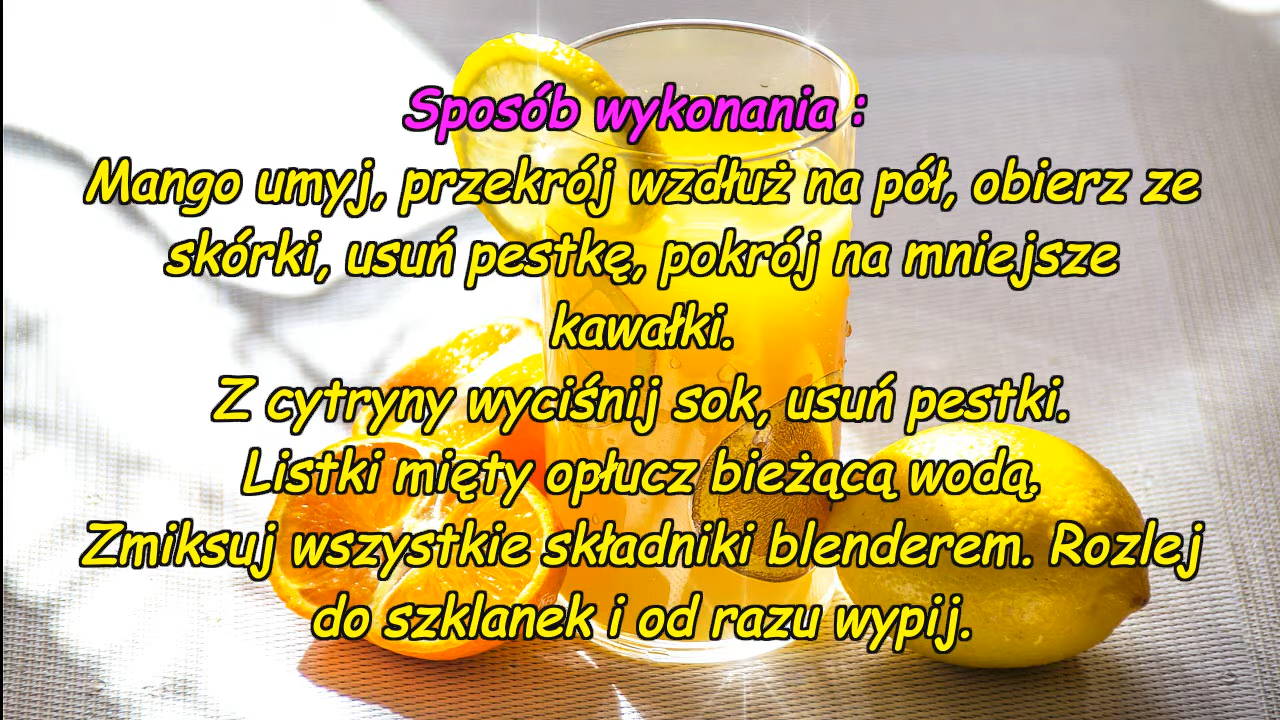 Sposób wykonania :
Mango umyj, przekrój wzdłuż na pół, obierz ze
skórki, usuń pestkę, pokrój na mniejsze
kawałki.
Z cytryny wyciśnij sok, usuń pestki.
Listki mięty opłucz bieżącą wodą.
Zmiksuj wszystkie składniki blenderem. Rozlej
do szklanek i od razu wypij.